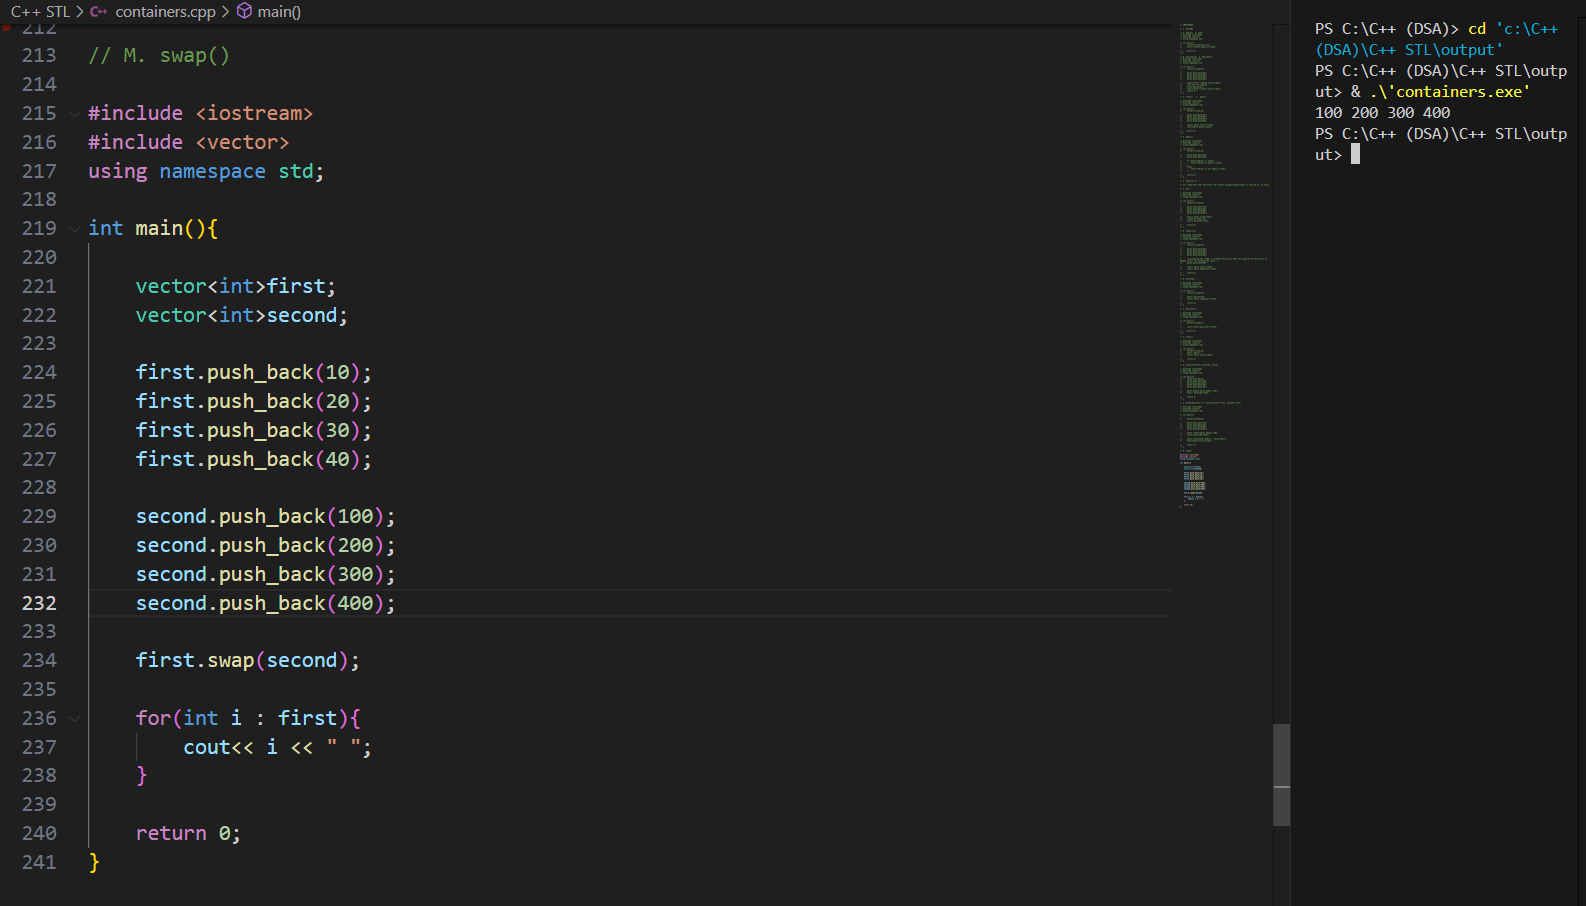 C++ STL > containers.cpp > main()
212
213 // M. swap()
214
215 #include <iostream>
216 #include <vector>
217 using namespace std;
218
219 int main(){
220
221     vector<int>first;
222     vector<int>second;
223
224     first.push_back(10);
225     first.push_back(20);
226     first.push_back(30);
227     first.push_back(40);
228
229     second.push_back(100);
230     second.push_back(200);
231     second.push_back(300);
232     second.push_back(400);
233
234     first.swap(second);
235
236     for(int i : first){
237         cout<< i << " ";
238     }
239
240     return 0;
241 }
PS C:\C++ (DSA)> cd 'c:\C++
(DSA)\C++ STL\output'
PS C:\C++ (DSA)\C++ STL\outp
ut> & .\'containers.exe'
100 200 300 400
PS C:\C++ (DSA)\C++ STL\outp
ut>